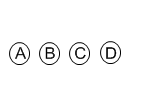 Ⓐ Ⓑ Ⓒ Ⓓ